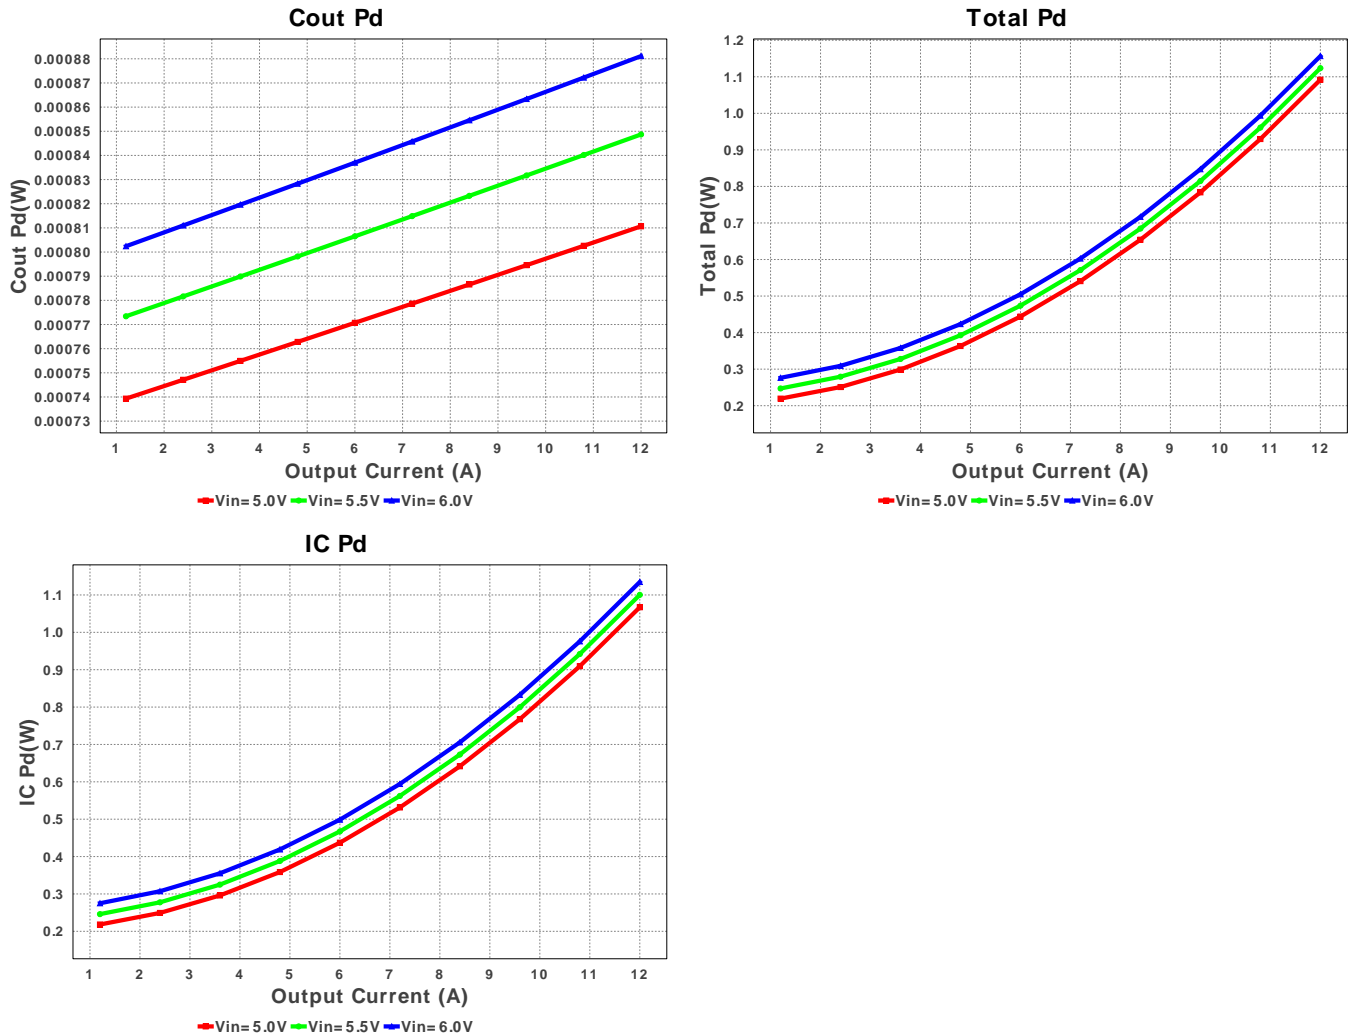 Cout Pd
0.00088
0.00087
0.00086
0.00085
0.00084
0.00083
0.00082
0.00081
0.00080
0.00079
0.00078
0.00077
0.00076
0.00075
0.00074
0.00073
Cout Pd(W)
1 2 3 4 5 6 7 8 9 10 11 12
Output Current (A)
Vin=5.0V Vin=5.5V Vin=6.0V
Total Pd
1.2
1.1
1.0
0.9
0.8
0.7
0.6
0.5
0.4
0.3
0.2
Total Pd(W)
1 2 3 4 5 6 7 8 9 10 11 12
Output Current (A)
Vin=5.0V Vin=5.5V Vin=6.0V
IC Pd
1.1
1.0
0.9
0.8
0.7
0.6
0.5
0.4
0.3
0.2
IC Pd(W)
1 2 3 4 5 6 7 8 9 10 11 12
Output Current (A)
Vin=5.0V Vin=5.5V Vin=6.0V